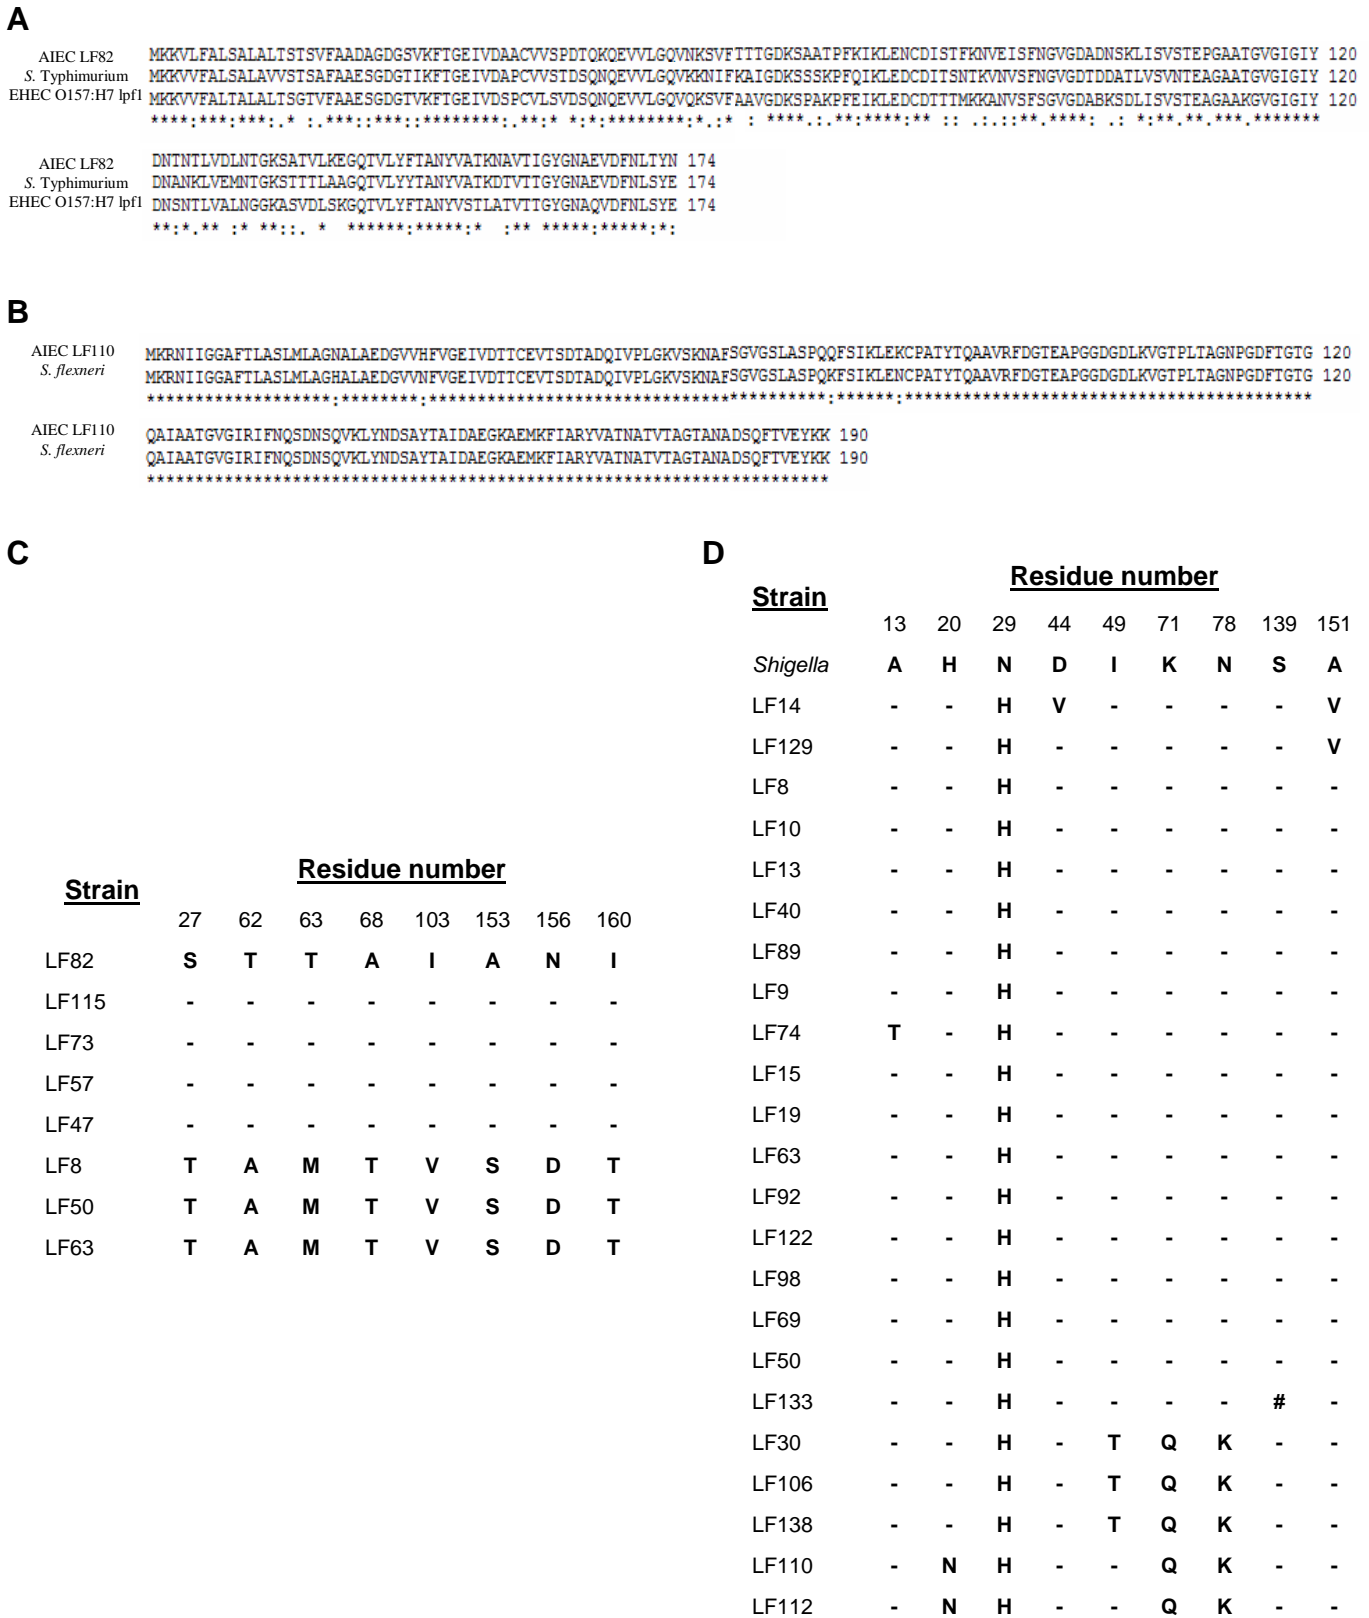 A
AIEC LF82 MKKVLFALSALALTSTSVFAADAGDGSVKFTGEIVDAACVVSPDTQKQEVVLGQVNKSVFTTTGDKSAATPFKIKLENCDISTFKNVEISFNGVGDADNSKLISVSTEPGAATGVGIGIY 120
S. Typhimurium MKKVVFALSALAVVSTSAFAAESGDGTIKFTGEIVDAPCVVSTDSQNQEVVLGQVKKNIFKAIGDKSSSKPFQIKLEDCDITSNTKVNVSFNGVGDTDDATLVSVNTEAGAATGVGIGIY 120
EHEC O157:H7 lpf1 MKKVVFALTALALTSGTVFAAESGDGTVKFTGEIVDSPCVLSVDSQNQEVVLGQVQKSVFAAVGDKSPAKPFEIKLEDCDTTTMKKANVSFSGVGDABKSDLISVSTEAGAAKGVGIGIY 120
****:***:***:.* :.***::***::********:.**:* *:*:********:*.:* : ****.:.**:****:** :: .:.::**.****: .: *.**.***.*******
AIEC LF82 DNTNTLVDLNTGKSATVLKEGQTVLYFTANYVATKNAVTIGYGNAEVDFNLTYN 174
S. Typhimurium DNANKLVEMNTGKSTTTLAAGQTVLYYTANYVATKDTVTTGYGNAEVDFNLSYE 174
EHEC O157:H7 lpf1 DNSNTLVALNGGKASVDLSKGQTVLYFTANYVSTLATVTTGYGNAQVDFNLSYE 174
**:*.** :* **::. * ******:*****:* :** *****:*****:*:
B
AIEC LF110 MKRNIIGGAFTLASLMLAGNALAEDGVVHFVGEIVDTTCEVTSDTADQIVPLGKVSKNAFSGVGSLASPQQFSIKLEKCPATYTQAAVRFDGTEAPGGDGDLKVGTPLTAGNPGDFTGTG 120
S. flexneri MKRNIIGGAFTLASLMLAGHALAEDGVVNFVGEIVDTTCEVTSDTADQIVPLGKVSKNAFSGVGSLASPQKFSIKLENCPATYTQAAVRFDGTEAPGGDGDLKVGTPLTAGNPGDFTGTG 120
*******************:********:*****************************************:******:******************************************
AIEC LF110 QAIAATGVGIRIFNQSDNSQVKLYNDSAYTAIDAEGKAEMKFIARYVATNATVTAGTANADSQFTVEYKK 190
S. flexneri QAIAATGVGIRIFNQSDNSQVKLYNDSAYTAIDAEGKAEMKFIARYVATNATVTAGTANADSQFTVEYKK 190
**********************************************************************
C
Strain Residue number
27 62 63 68 103 153 156 160
LF82 S T T A I A N I
LF115 - - - - - - - -
LF73 - - - - - - - -
LF57 - - - - - - - -
LF47 - - - - - - - -
LF8 T A M T V S D T
LF50 T A M T V S D T
LF63 T A M T V S D T
D
Strain Residue number
13 20 29 44 49 71 78 139 151
Shigella A H N D I K N S A
LF14 - - H V - - - - V
LF129 - - H - - - - - V
LF8 - - H - - - - - -
LF10 - - H - - - - - -
LF13 - - H - - - - - -
LF40 - - H - - - - - -
LF89 - - H - - - - - -
LF9 - - H - - - - - -
LF74 T - H - - - - - -
LF15 - - H - - - - - -
LF19 - - H - - - - - -
LF63 - - H - - - - - -
LF92 - - H - - - - - -
LF122 - - H - - - - - -
LF98 - - H - - - - - -
LF69 - - H - - - - - -
LF50 - - H - - - - - -
LF133 - - H - - - - # -
LF30 - - H - T Q K - -
LF106 - - H - T Q K - -
LF138 - - H - T Q K - -
LF110 - N H - - Q K - -
LF112 - N H - - Q K - -